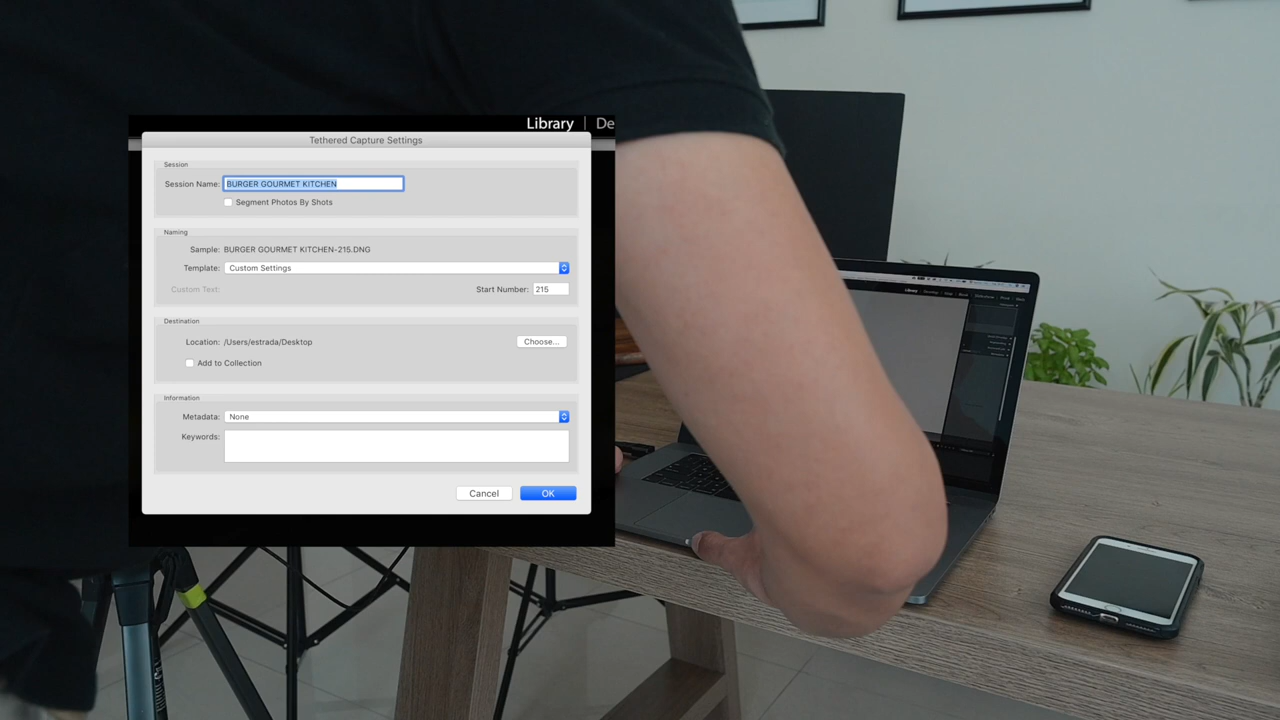 Library | De
Tethered Capture Settings
Session
Session Name: BURGER GOURMET KITCHEN
Segment Photos By Shots
Naming
Sample: BURGER GOURMET KITCHEN-215.DNG
Template: Custom Settings
Custom Text: Start Number: 215
Destination
Location: /Users/estrada/Desktop Choose...
Add to Collection
Information
Metadata: None
Keywords:
Cancel OK
Library